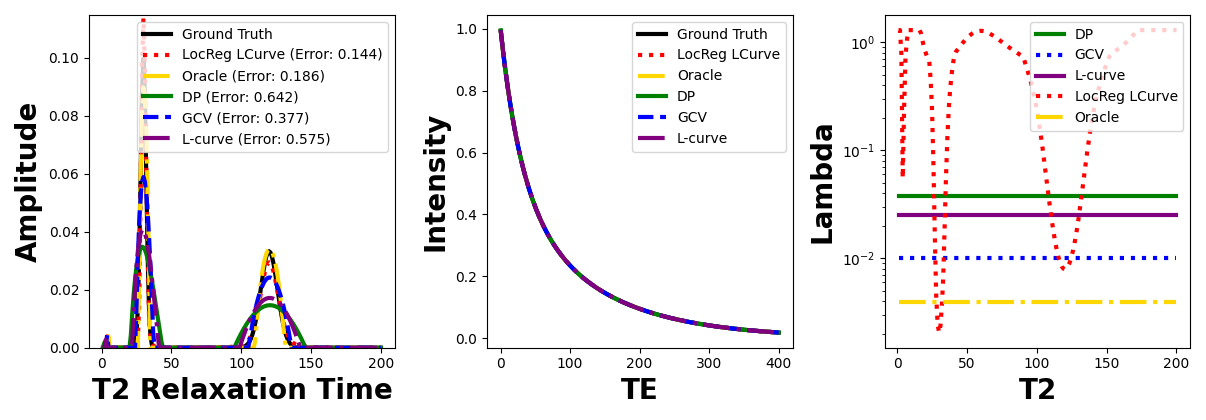 Amplitude
0.10
0.08
0.06
0.04
0.02
0.00
Ground Truth
LocReg LCurve (Error: 0.144)
Oracle (Error: 0.186)
DP (Error: 0.642)
GCV (Error: 0.377)
L-curve (Error: 0.575)
0 50 100 150 200
T2 Relaxation Time
Intensity
1.0
0.8
0.6
0.4
0.2
0.0
Ground Truth
LocReg LCurve
Oracle
DP
GCV
L-curve
0 100 200 300 400
TE
Lambda
10⁰
10⁻¹
10⁻²
DP
GCV
L-curve
LocReg LCurve
Oracle
0 50 100 150 200
T2